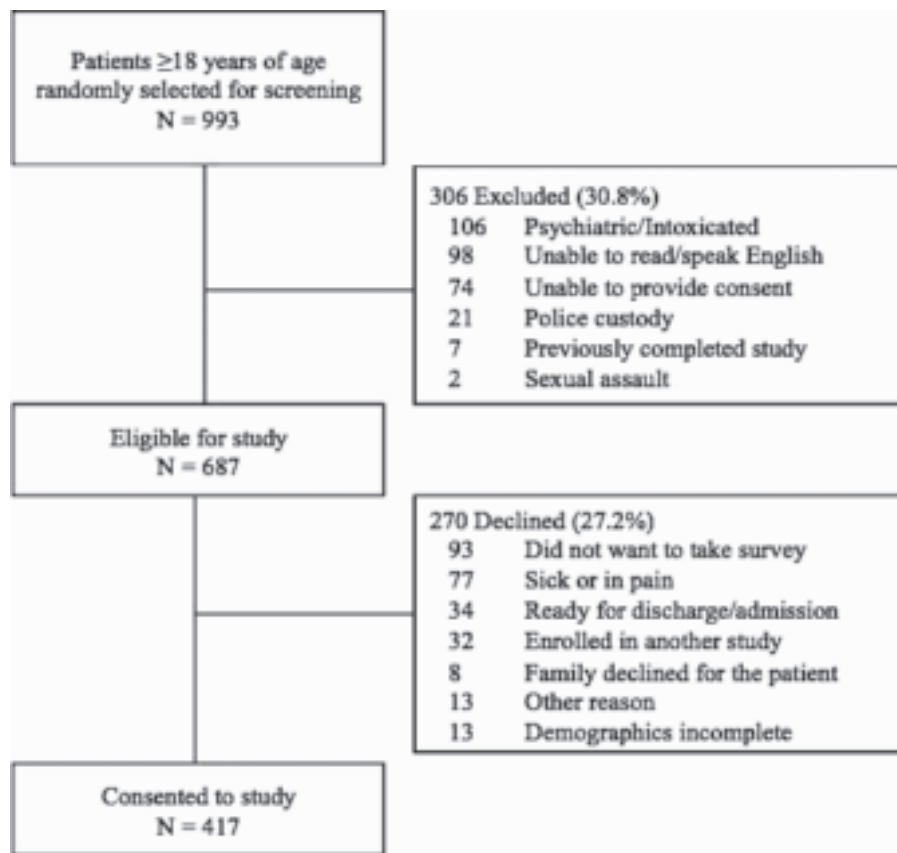 Patients ≥18 years of age
randomly selected for screening
N = 993
306 Excluded (30.8%)
106 Psychiatric/Intoxicated
98 Unable to read/speak English
74 Unable to provide consent
21 Police custody
7 Previously completed study
2 Sexual assault
Eligible for study
N = 687
270 Declined (27.2%)
93 Did not want to take survey
77 Sick or in pain
34 Ready for discharge/admission
32 Enrolled in another study
8 Family declined for the patient
13 Other reason
13 Demographics incomplete
Consented to study
N = 417